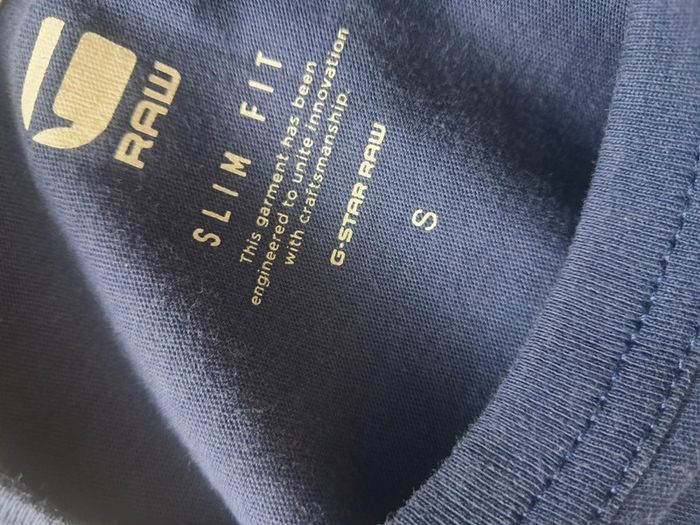 RAW
SLIM FIT
This garment has been
engineered to unite innovation
with craftsmanship.
G-STAR RAW
S